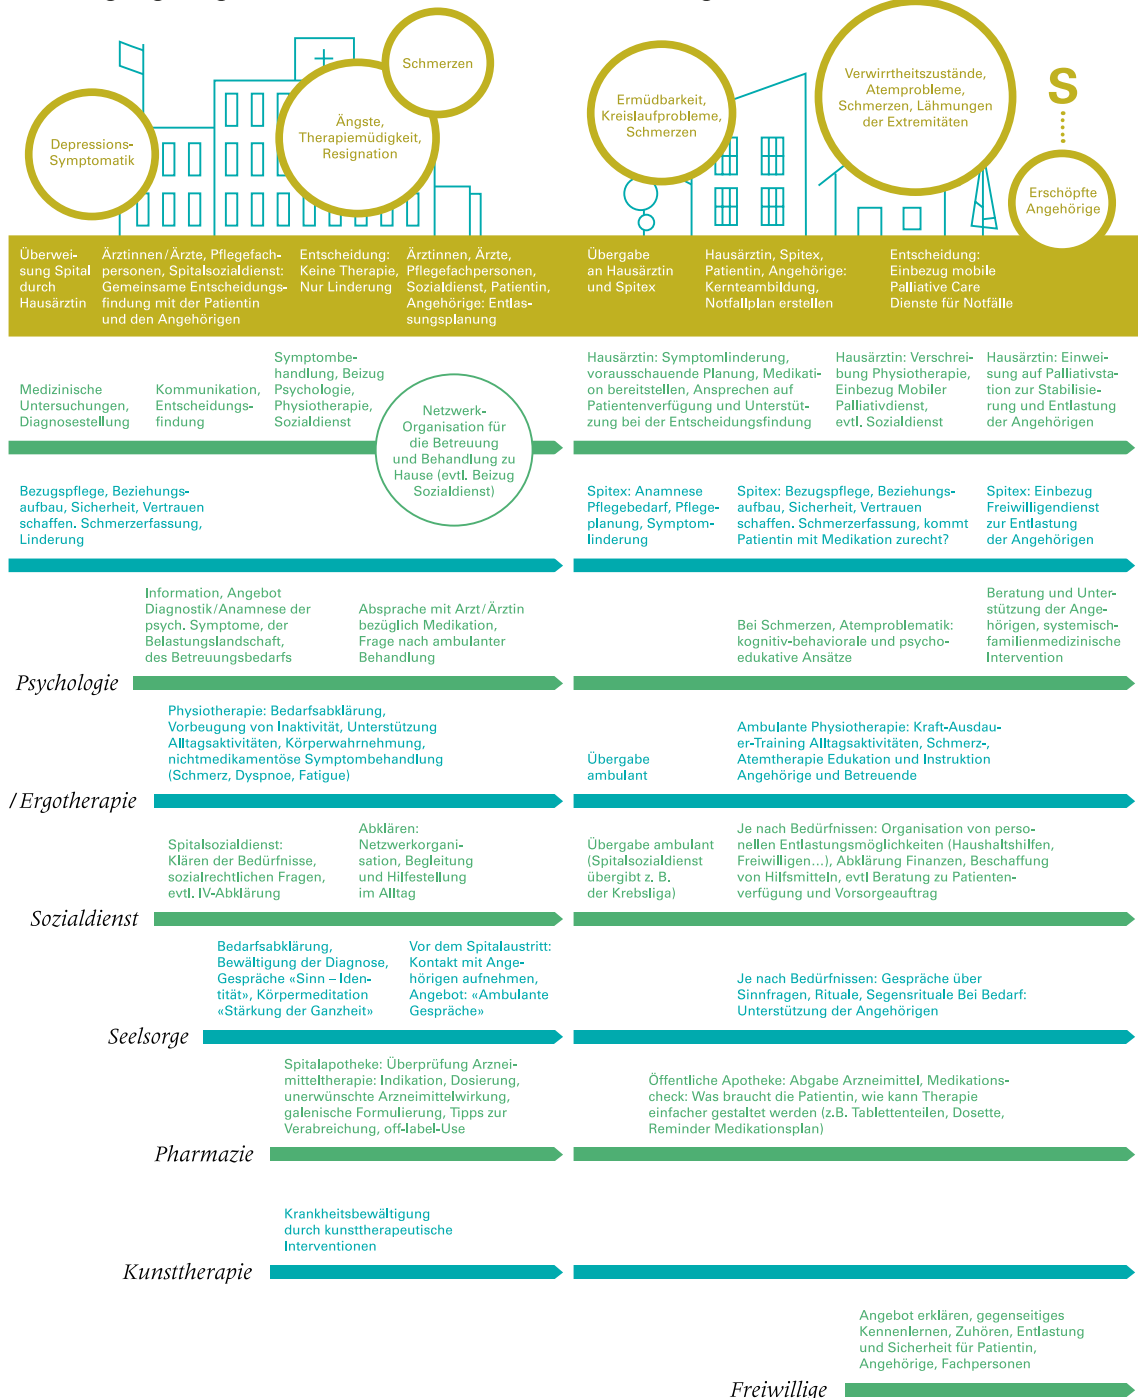 Schmerzen
Depressions-
Symptomatik
Ängste,
Therapiemüdigkeit,
Resignation
Ermüdbarkeit,
Kreislaufprobleme,
Schmerzen
Verwirrtheitszustände,
Atemprobleme,
Schmerzen, Lähmungen
der Extremitäten
S
Erschöpfte
Angehörige
Überwei-
sung Spital
durch
Hausärztin
Ärztinnen/Ärzte, Pflegefach-
personen, Spitalsozialdienst:
Gemeinsame Entscheidungs-
findung mit der Patientin
und den Angehörigen
Entscheidung:
Keine Therapie,
Nur Linderung
Ärztinnen, Ärzte,
Pflegefachpersonen,
Sozialdienst, Patientin,
Angehörige: Entlas-
sungsplanung
Übergabe
an Hausärztin
und Spitex
Hausärztin, Spitex,
Patientin, Angehörige:
Kernteambildung,
Notfallplan erstellen
Entscheidung:
Einbezug mobile
Palliative Care
Dienste für Notfälle
Medizinische
Untersuchungen,
Diagnosestellung
Kommunikation,
Entscheidungs-
findung
Symptombe-
handlung, Beizug
Psychologie,
Physiotherapie,
Sozialdienst
Netzwerk-
Organisation für
die Betreuung
und Behandlung zu
Hause (evtl. Beizug
Sozialdienst)
Hausärztin: Symptomlinderung,
vorausschauende Planung, Medikati-
on bereitstellen, Ansprechen auf
Patientenverfügung und Unterstüt-
zung bei der Entscheidungsfindung
Hausärztin: Verschrei-
bung Physiotherapie,
Einbezug Mobiler
Palliativdienst,
evtl. Sozialdienst
Hausärztin: Einwei-
sung auf Palliativsta-
tion zur Stabilisie-
rung und Entlastung
der Angehörigen
Bezugspflege, Beziehungs-
aufbau, Sicherheit, Vertrauen
schaffen. Schmerzerfassung,
Linderung
Spitex: Anamnese
Pflegebedarf, Pflege-
planung, Symptom-
linderung
Spitex: Bezugspflege, Beziehungs-
aufbau, Sicherheit, Vertrauen
schaffen. Schmerzerfassung, kommt
Patientin mit Medikation zurecht?
Spitex: Einbezug
Freiwilligendienst
zur Entlastung
der Angehörigen
Information, Angebot
Diagnostik/Anamnese der
psych. Symptome, der
Belastungslandschaft,
des Betreuungsbedarfs
Absprache mit Arzt/Ärztin
bezüglich Medikation,
Frage nach ambulanter
Behandlung
Bei Schmerzen, Atemproblematik:
kognitiv-behaviorale und psycho-
edukative Ansätze
Beratung und Unter-
stützung der Ange-
hörigen, systemisch-
familienmedizinische
Intervention
Psychologie
Physiotherapie: Bedarfsabklärung,
Vorbeugung von Inaktivität, Unterstützung
Alltagsaktivitäten, Körperwahrnehmung,
nichtmedikamentöse Symptombehandlung
(Schmerz, Dyspnoe, Fatigue)
Übergabe
ambulant
Ambulante Physiotherapie: Kraft-Ausdau-
er-Training Alltagsaktivitäten, Schmerz-,
Atemtherapie Edukation und Instruktion
Angehörige und Betreuende
/ Ergotherapie
Spitalsozialdienst:
Klären der Bedürfnisse,
sozialrechtlichen Fragen,
evtl. IV-Abklärung
Abklären:
Netzwerkorgani-
sation, Begleitung
und Hilfestellung
im Alltag
Übergabe ambulant
(Spitalsozialdienst
übergibt z. B.
der Krebsliga)
Je nach Bedürfnissen: Organisation von perso-
nellen Entlastungsmöglichkeiten (Haushaltshilfen,
Freiwilligen...), Abklärung Finanzen, Beschaffung
von Hilfsmitteln, evtl Beratung zu Patienten-
verfügung und Vorsorgeauftrag
Sozialdienst
Bedarfsabklärung,
Bewältigung der Diagnose,
Gespräche «Sinn – Iden-
tität», Körpermeditation
«Stärkung der Ganzheit»
Vor dem Spitalaustritt:
Kontakt mit Ange-
hörigen aufnehmen,
Angebot: «Ambulante
Gespräche»
Je nach Bedürfnissen: Gespräche über
Sinnfragen, Rituale, Segensrituale Bei Bedarf:
Unterstützung der Angehörigen
Seelsorge
Spitalapotheke: Überprüfung Arznei-
mitteltherapie: Indikation, Dosierung,
unerwünschte Arzneimittelwirkung,
galenische Formulierung, Tipps zur
Verabreichung, off-label-Use
Öffentliche Apotheke: Abgabe Arzneimittel, Medikations-
check: Was braucht die Patientin, wie kann Therapie
einfacher gestaltet werden (z.B. Tablettenteilen, Dosette,
Reminder Medikationsplan)
Pharmazie
Krankheitsbewältigung
durch kunsttherapeutische
Interventionen
Kunsttherapie
Angebot erklären, gegenseitiges
Kennenlernen, Zuhören, Entlastung
und Sicherheit für Patientin,
Angehörige, Fachpersonen
Freiwillige